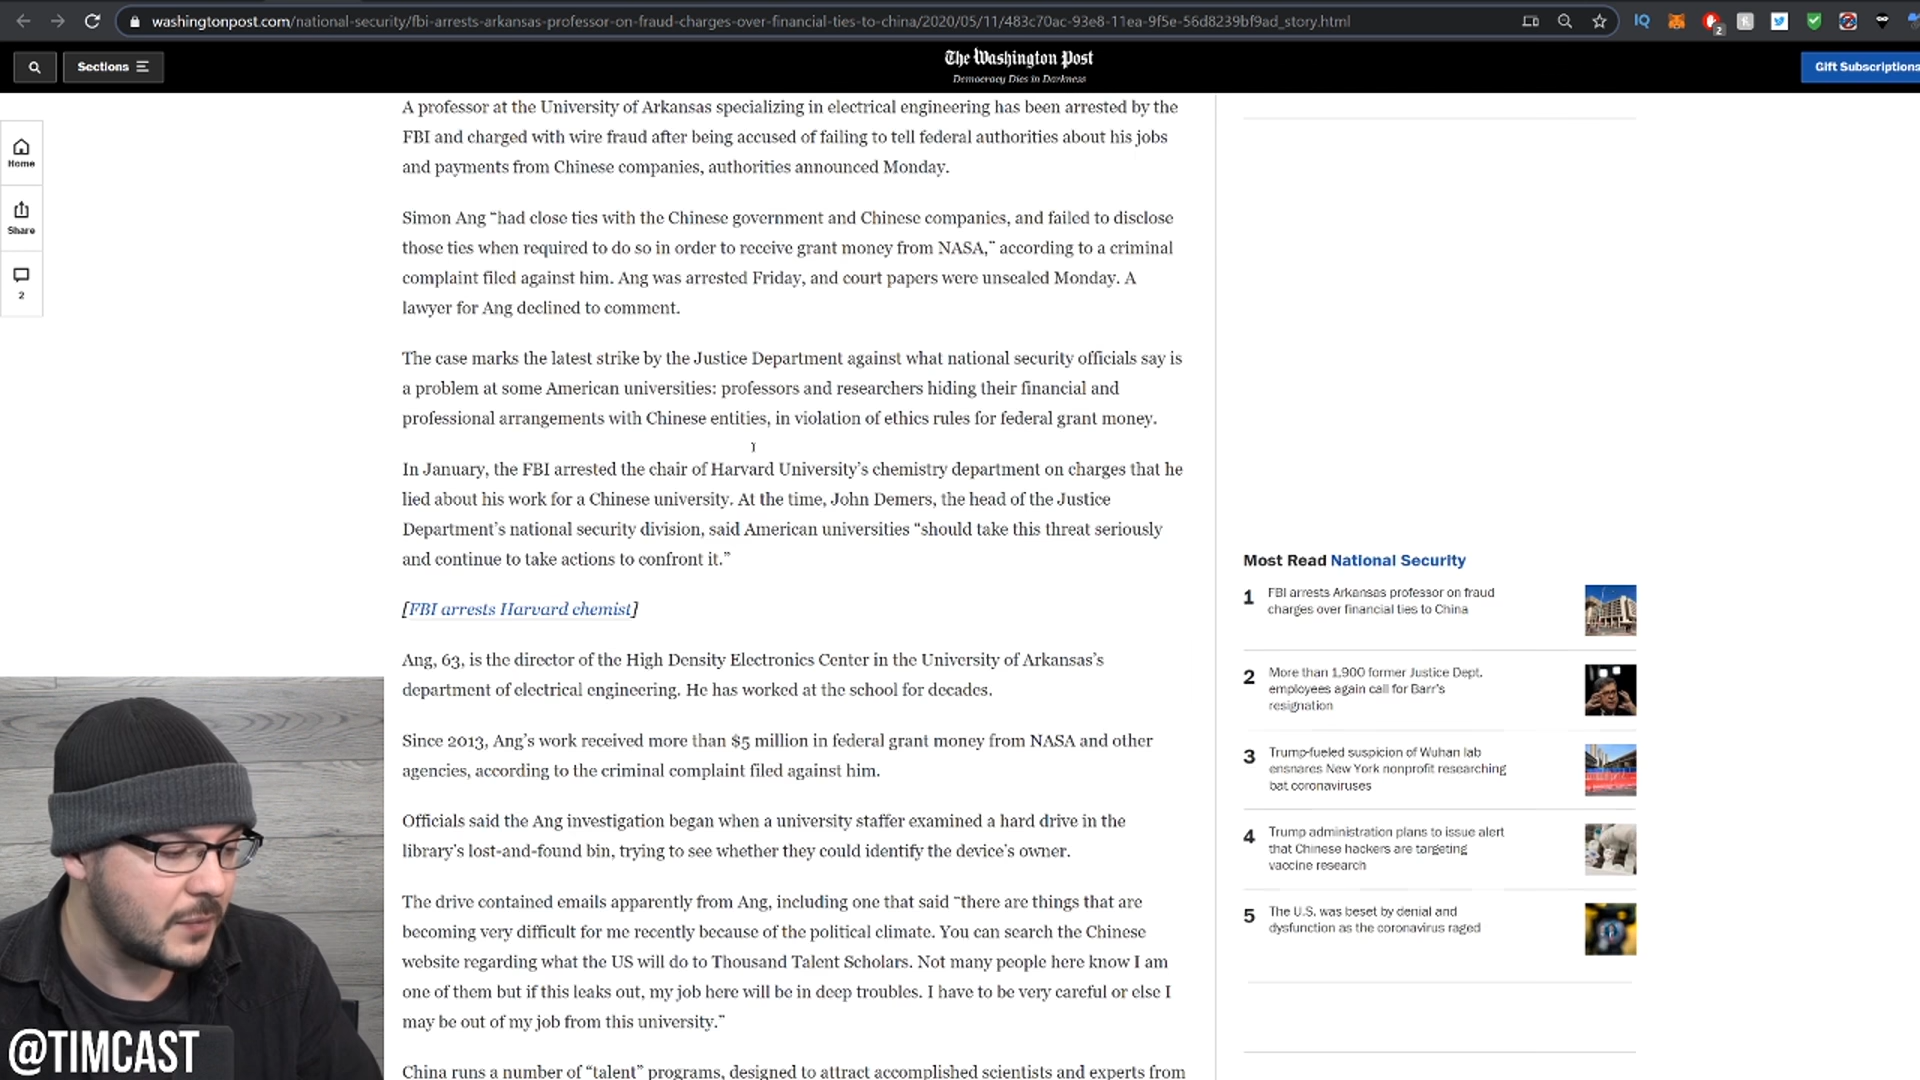 washingtonpost.com/national-security/fbi-arrests-arkansas-professor-on-fraud-charges-over-financial-ties-to-china/2020/05/11/483c70ac-93e8-11ea-9f5e-56d8239bf9ad_story.html
IQ
2
Sections
The Washington Post
Democracy Dies in Darkness
Gift Subscriptions
Home
Share
2
A professor at the University of Arkansas specializing in electrical engineering has been arrested by the
FBI and charged with wire fraud after being accused of failing to tell federal authorities about his jobs
and payments from Chinese companies, authorities announced Monday.
Simon Ang “had close ties with the Chinese government and Chinese companies, and failed to disclose
those ties when required to do so in order to receive grant money from NASA,” according to a criminal
complaint filed against him. Ang was arrested Friday, and court papers were unsealed Monday. A
lawyer for Ang declined to comment.
The case marks the latest strike by the Justice Department against what national security officials say is
a problem at some American universities: professors and researchers hiding their financial and
professional arrangements with Chinese entities, in violation of ethics rules for federal grant money.
In January, the FBI arrested the chair of Harvard University’s chemistry department on charges that he
lied about his work for a Chinese university. At the time, John Demers, the head of the Justice
Department’s national security division, said American universities “should take this threat seriously
and continue to take actions to confront it.”
[FBI arrests Harvard chemist]
Ang, 63, is the director of the High Density Electronics Center in the University of Arkansas’s
department of electrical engineering. He has worked at the school for decades.
Since 2013, Ang’s work received more than $5 million in federal grant money from NASA and other
agencies, according to the criminal complaint filed against him.
Officials said the Ang investigation began when a university staffer examined a hard drive in the
library’s lost-and-found bin, trying to see whether they could identify the device’s owner.
The drive contained emails apparently from Ang, including one that said “there are things that are
becoming very difficult for me recently because of the political climate. You can search the Chinese
website regarding what the US will do to Thousand Talent Scholars. Not many people here know I am
one of them but if this leaks out, my job here will be in deep troubles. I have to be very careful or else I
may be out of my job from this university.”
China runs a number of “talent” programs, designed to attract accomplished scientists and experts from
Most Read National Security
1
FBI arrests Arkansas professor on fraud
charges over financial ties to China
2
More than 1,900 former Justice Dept.
employees again call for Barr’s
resignation
3
Trump-fueled suspicion of Wuhan lab
ensnares New York nonprofit researching
bat coronaviruses
4
Trump administration plans to issue alert
that Chinese hackers are targeting
vaccine research
5
The U.S. was beset by denial and
dysfunction as the coronavirus raged
@TIMCAST